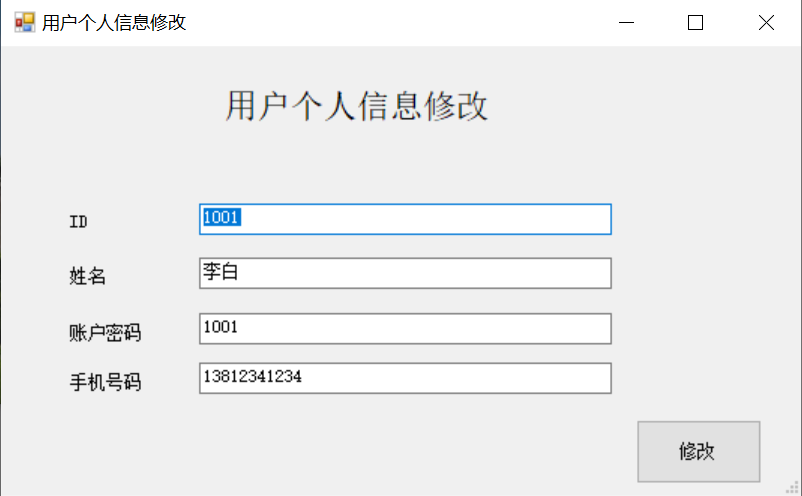 用户个人信息修改
用户个人信息修改
ID 1001
姓名 李白
账户密码 1001
手机号码 13812341234
修改